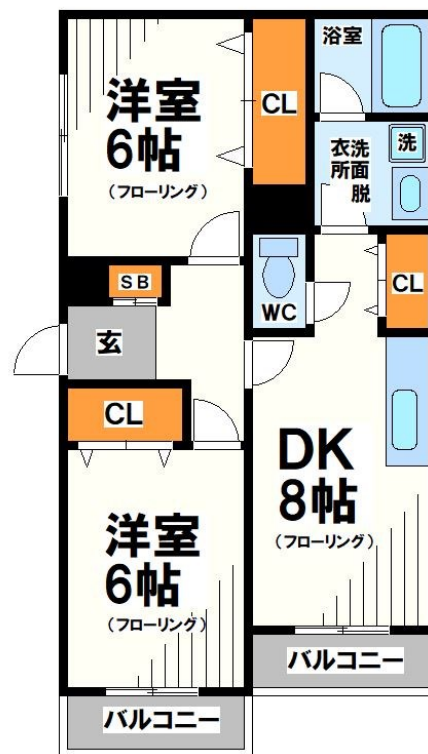 浴室
洋室
6帖
(フローリング)
CL
洗
洗面脱
衣所
SB
WC
CL
玄
CL
DK
8帖
(フローリング)
洋室
6帖
(フローリング)
バルコニー
バルコニー